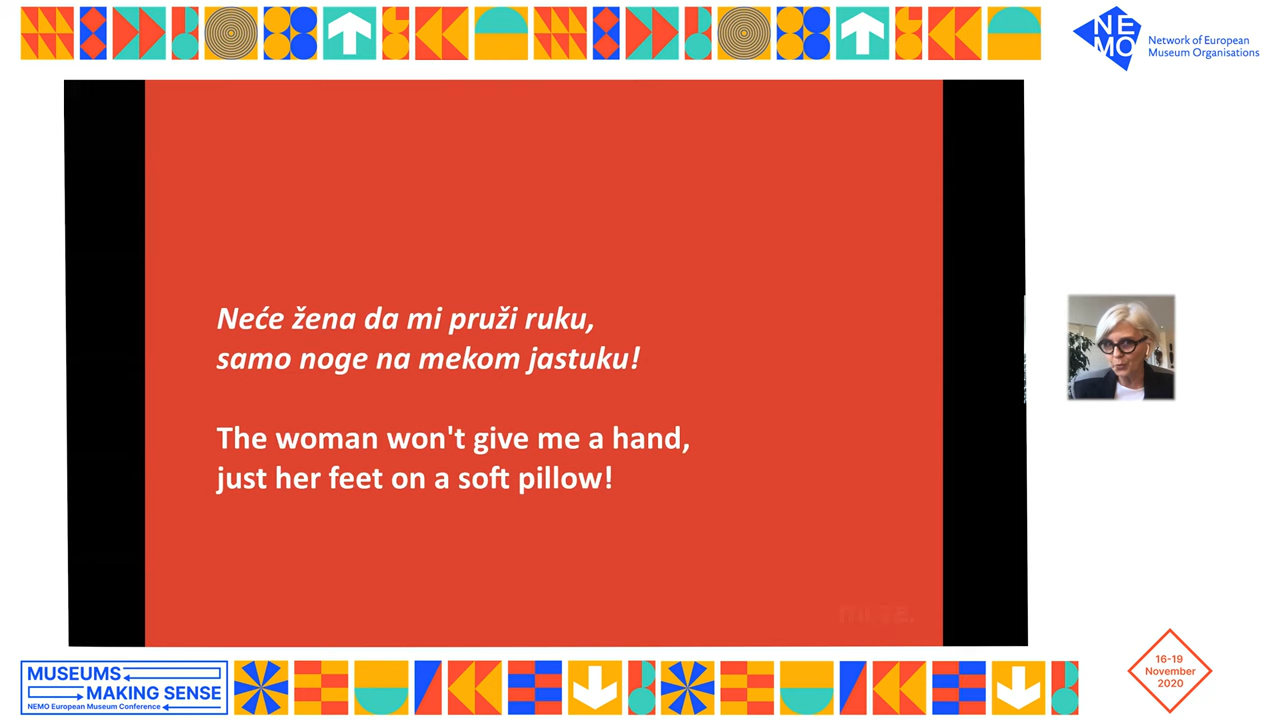 NE
MO
Network of European
Museum Organisations
Neće žena da mi pruži ruku,
samo noge na mekom jastuku!
The woman won't give me a hand,
just her feet on a soft pillow!
MUSEUMS
MAKING SENSE
NEMO European Museum Conference
16-19
November
2020